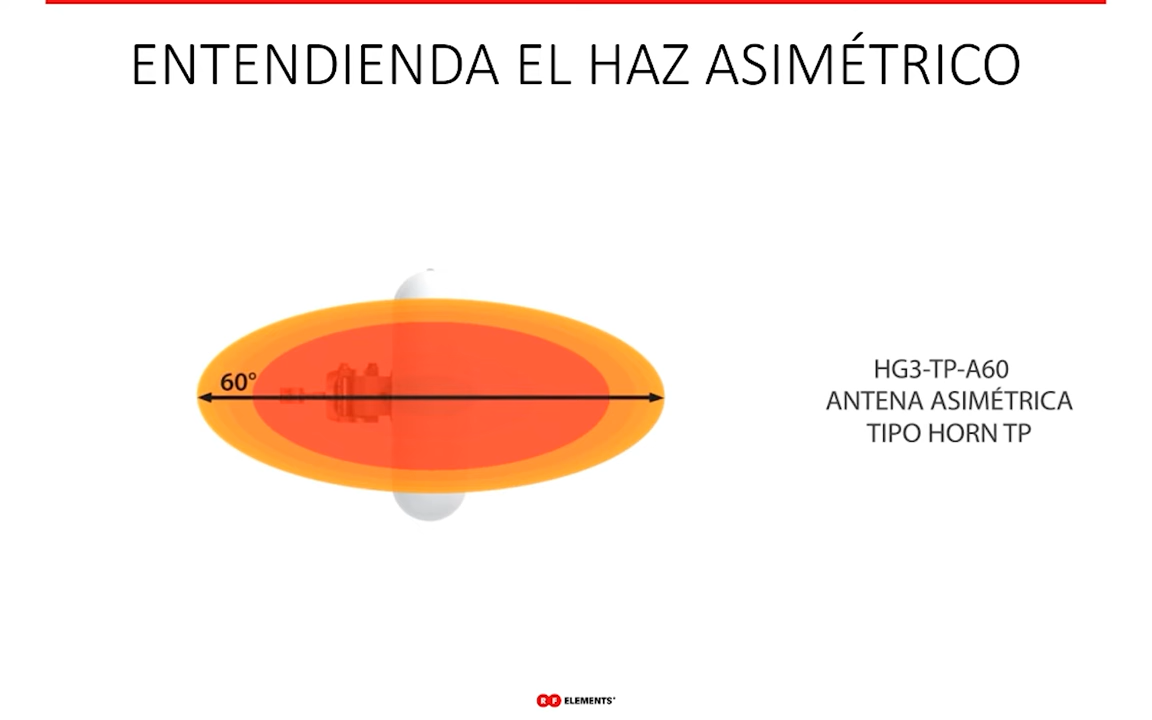 ENTENDIENDA EL HAZ ASIMÉTRICO
60°
HG3-TP-A60
ANTENA ASIMÉTRICA
TIPO HORN TP
RF ELEMENTS